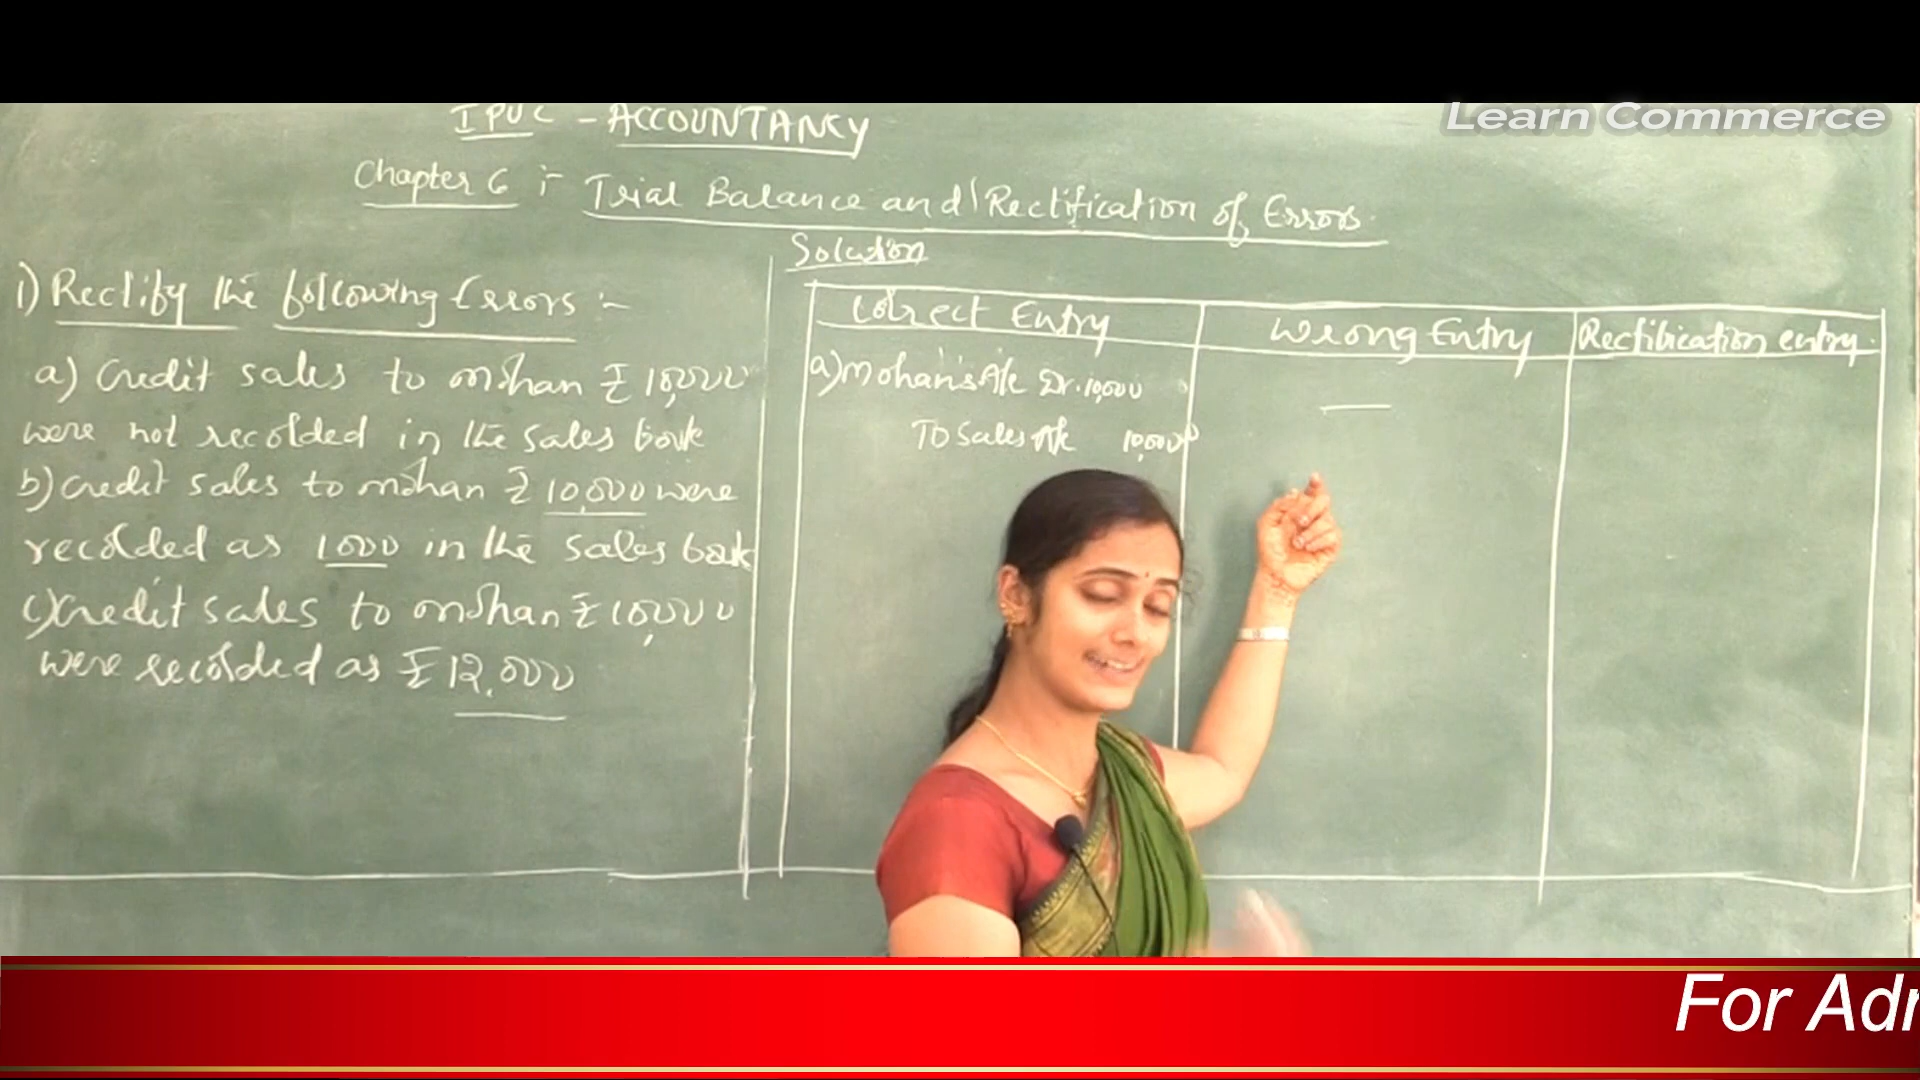 I PUC - ACCOUNTANCY
Learn Commerce
Chapter 6 :- Trial Balance and Rectification of Errors.
Solution
1) Rectify the following Errors :-
a) Credit sales to mohan ₹ 10,000
were not recorded in the sales book
b) Credit sales to mohan ₹ 10,000 were
recorded as 1000 in the sales book
c) Credit sales to mohan ₹ 10,000
were recorded as ₹ 12,000
Correct Entry
Wrong Entry
Rectification entry.
a) Mohan's A/c Dr. 10,000
To Sales A/c 10,000
—
For Adr